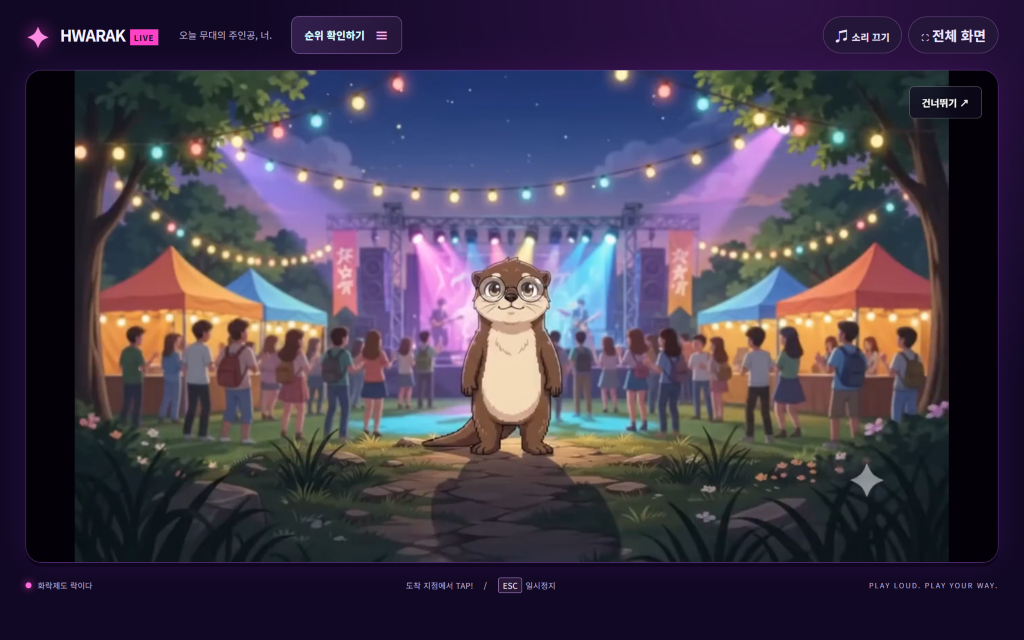 HWARAK LIVE
오늘 무대의 주인공, 너.
순위 확인하기
소리 끄기
전체 화면
건너뛰기 ↗
화락제도 락이다
도착 지점에서 TAP! / ESC 일시정지
PLAY LOUD. PLAY YOUR WAY.